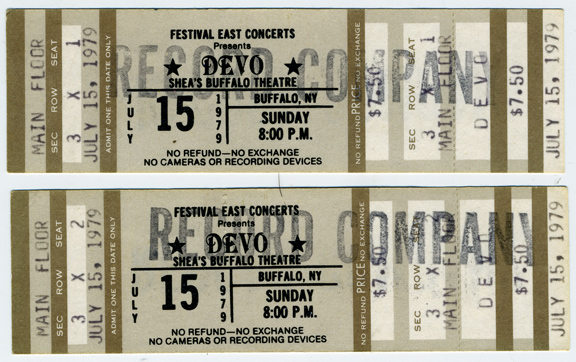 MAIN FLOOR
SEC ROW SEAT
3 X 1
JULY 15, 1979
ADMIT ONE THIS DATE ONLY
RECORD COMPAN
FESTIVAL EAST CONCERTS
Presents
★ DEVO ★
SHEA'S BUFFALO THEATRE
JULY 15 1979
BUFFALO, NY
SUNDAY
8:00 P.M.
NO REFUND—NO EXCHANGE
NO CAMERAS OR RECORDING DEVICES
NO REFUND PRICE NO EXCHANGE
$7.50
SEC ROW SEAT
3 X 1
MAIN FLOOR
DEVO
$7.50
JULY 15, 1979
MAIN FLOOR
SEC ROW SEAT
3 X 2
JULY 15, 1979
ADMIT ONE THIS DATE ONLY
RECORD COMPANY
FESTIVAL EAST CONCERTS
Presents
★ DEVO ★
SHEA'S BUFFALO THEATRE
JULY 15 1979
BUFFALO, NY
SUNDAY
8:00 P.M.
NO REFUND—NO EXCHANGE
NO CAMERAS OR RECORDING DEVICES
NO REFUND PRICE NO EXCHANGE
$7.50
SEC ROW SEAT
3 X
MAIN FLOOR
DEVO
$7.50
JULY 15, 1979